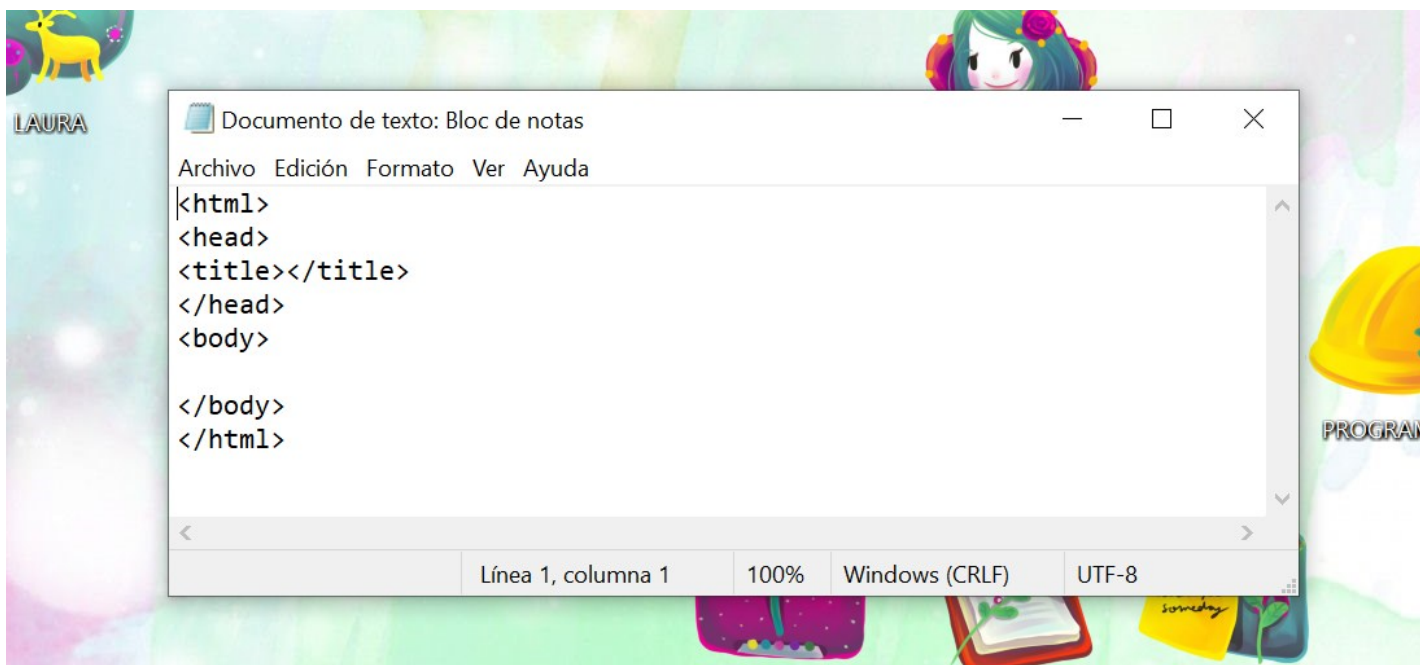 LAURA
Documento de texto: Bloc de notas
Archivo Edición Formato Ver Ayuda
<html>
<head>
<title></title>
</head>
<body>
</body>
</html>
PROGRAM
Línea 1, columna 1 100% Windows (CRLF) UTF-8
someday